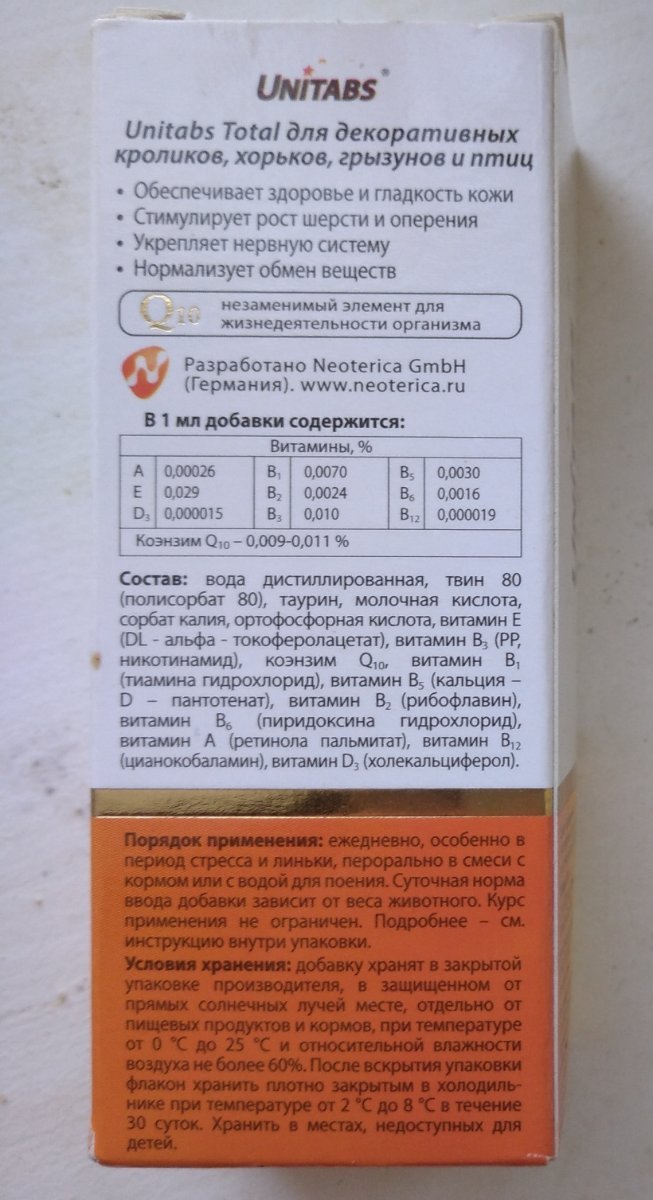 UNITABS®
Unitabs Total для декоративных
кроликов, хорьков, грызунов и птиц
• Обеспечивает здоровье и гладкость кожи
• Стимулирует рост шерсти и оперения
• Укрепляет нервную систему
• Нормализует обмен веществ
Q10 незаменимый элемент для
жизнедеятельности организма
Разработано Neoterica GmbH
(Германия). www.neoterica.ru
В 1 мл добавки содержится:
Витамины, %
A 0,00026 B₁ 0,0070 B₅ 0,0030
E 0,029 B₂ 0,0024 B₆ 0,0016
D₃ 0,000015 B₃ 0,010 B₁₂ 0,000019
Коэнзим Q₁₀ – 0,009-0,011 %
Состав: вода дистиллированная, твин 80
(полисорбат 80), таурин, молочная кислота,
сорбат калия, ортофосфорная кислота, витамин E
(DL - альфа - токоферолацетат), витамин B₃ (PP,
никотинамид), коэнзим Q₁₀, витамин B₁
(тиамина гидрохлорид), витамин B₅ (кальция –
D – пантотенат), витамин B₂ (рибофлавин),
витамин B₆ (пиридоксина гидрохлорид),
витамин A (ретинола пальмитат), витамин B₁₂
(цианокобаламин), витамин D₃ (холекальциферол).
Порядок применения: ежедневно, особенно в
период стресса и линьки, перорально в смеси с
кормом или с водой для поения. Суточная норма
ввода добавки зависит от веса животного. Курс
применения не ограничен. Подробнее – см.
инструкцию внутри упаковки.
Условия хранения: добавку хранят в закрытой
упаковке производителя, в защищенном от
прямых солнечных лучей месте, отдельно от
пищевых продуктов и кормов, при температуре
от 0 °C до 25 °C и относительной влажности
воздуха не более 60%. После вскрытия упаковки
флакон хранить плотно закрытым в холодиль-
нике при температуре от 2 °C до 8 °C в течение
30 суток. Хранить в местах, недоступных для
детей.